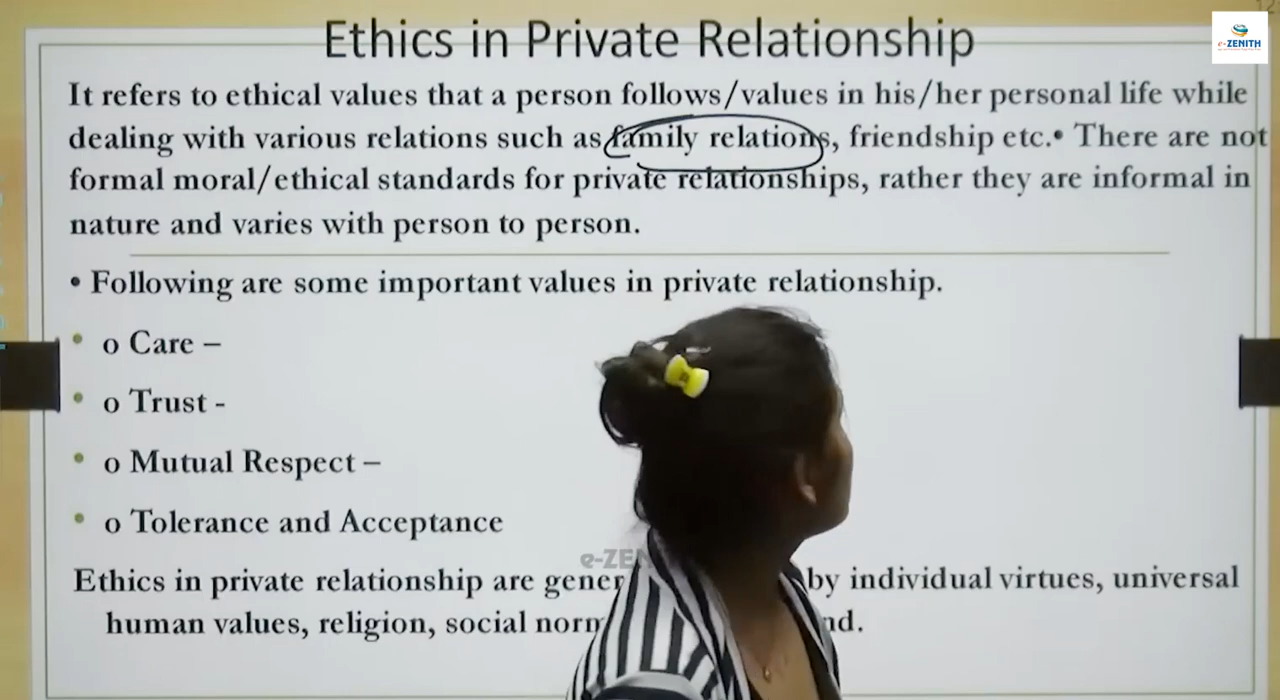 Ethics in Private Relationship
e-ZENITH
It refers to ethical values that a person follows/values in his/her personal life while
dealing with various relations such as family relations, friendship etc.• There are not
formal moral/ethical standards for private relationships, rather they are informal in
nature and varies with person to person.
• Following are some important values in private relationship.
• o Care –
• o Trust -
• o Mutual Respect –
• o Tolerance and Acceptance
e-ZEN
Ethics in private relationship are gener by individual virtues, universal
human values, religion, social norm nd.